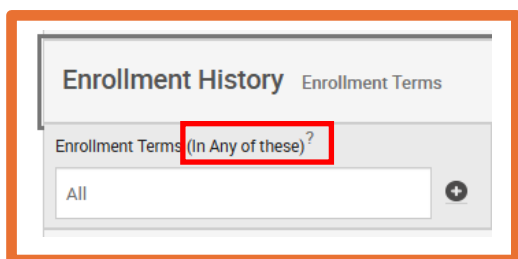 Enrollment History Enrollment Terms
Enrollment Terms (In Any of these)?
All